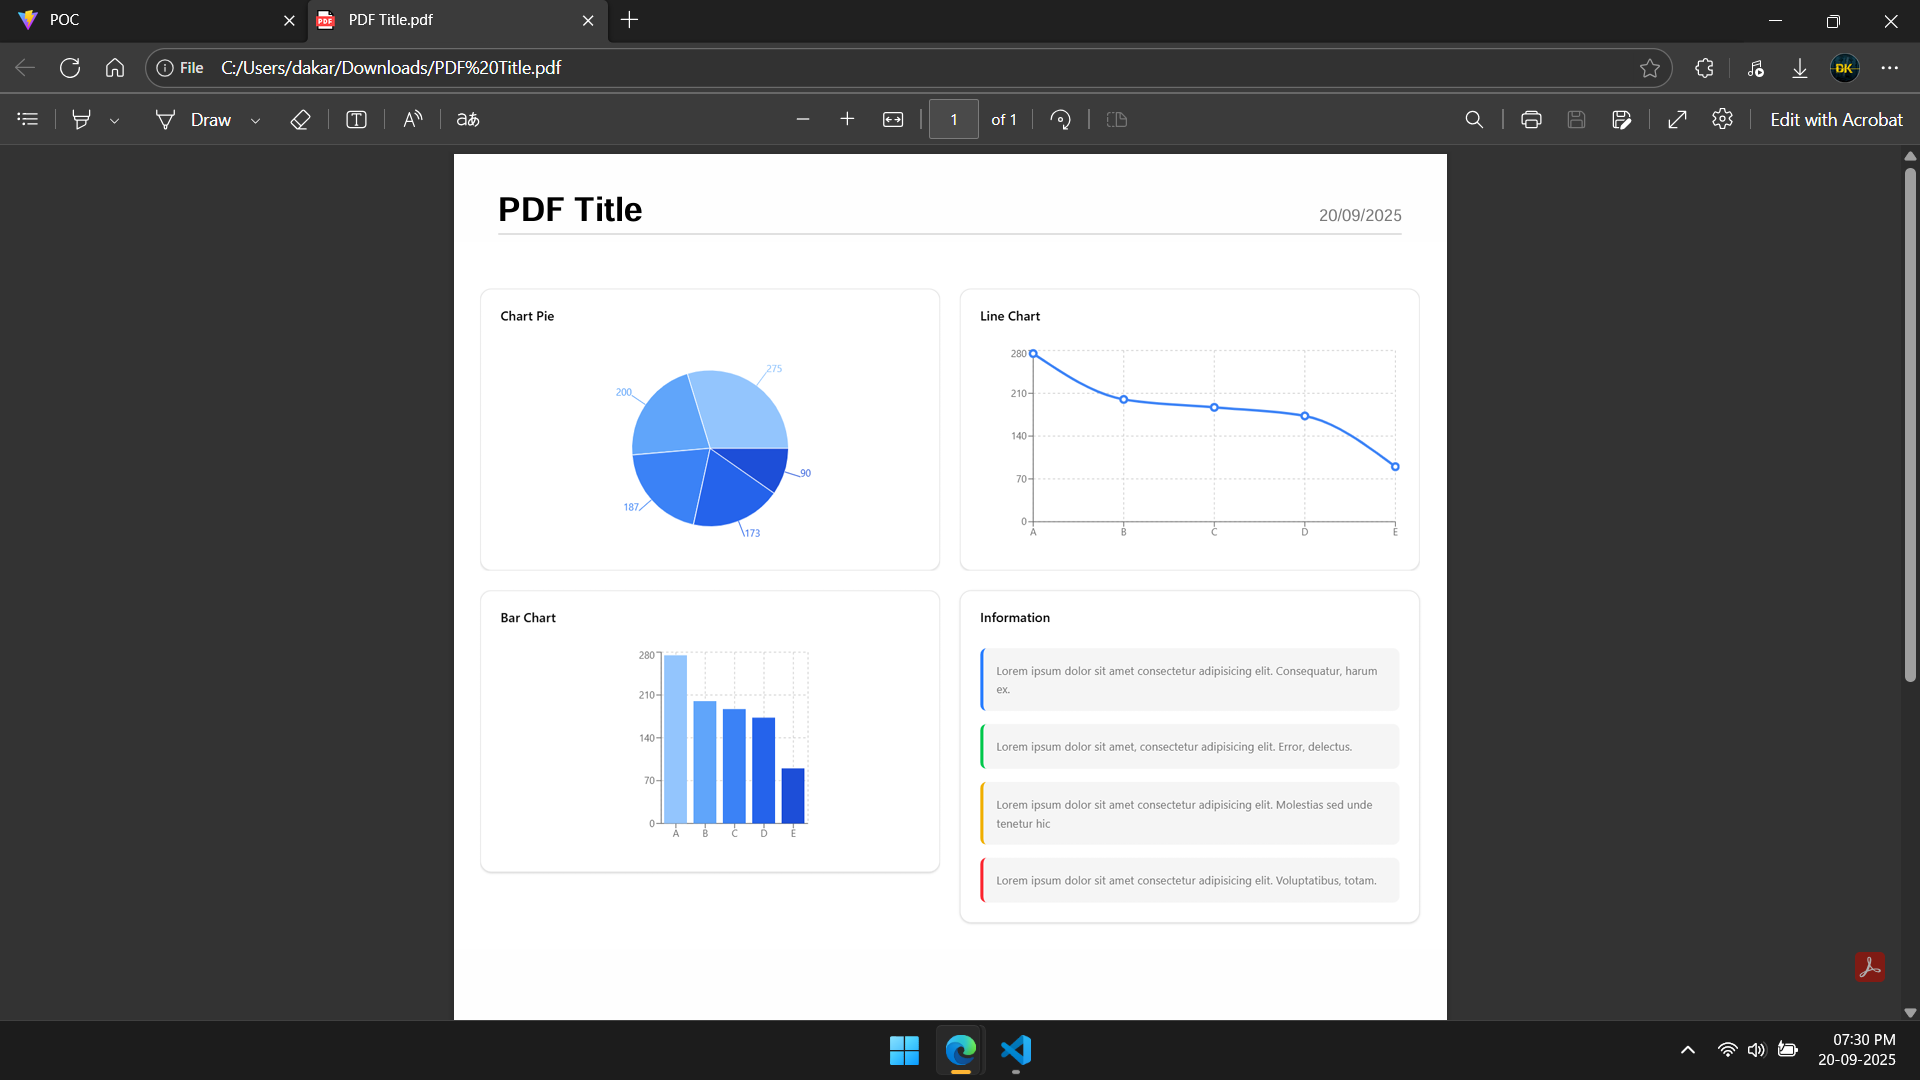 POC
PDF Title.pdf
File
C:/Users/dakar/Downloads/PDF%20Title.pdf
DK
Draw
aあ
1
of 1
Edit with Acrobat
PDF Title
20/09/2025
Chart Pie
275
200
90
187
173
Line Chart
280
210
140
70
0
A
B
C
D
E
Bar Chart
280
210
140
70
0
A
B
C
D
E
Information
Lorem ipsum dolor sit amet consectetur adipisicing elit. Consequatur, harum
ex.
Lorem ipsum dolor sit amet, consectetur adipisicing elit. Error, delectus.
Lorem ipsum dolor sit amet consectetur adipisicing elit. Molestias sed unde
tenetur hic
Lorem ipsum dolor sit amet consectetur adipisicing elit. Voluptatibus, totam.
07:30 PM
20-09-2025